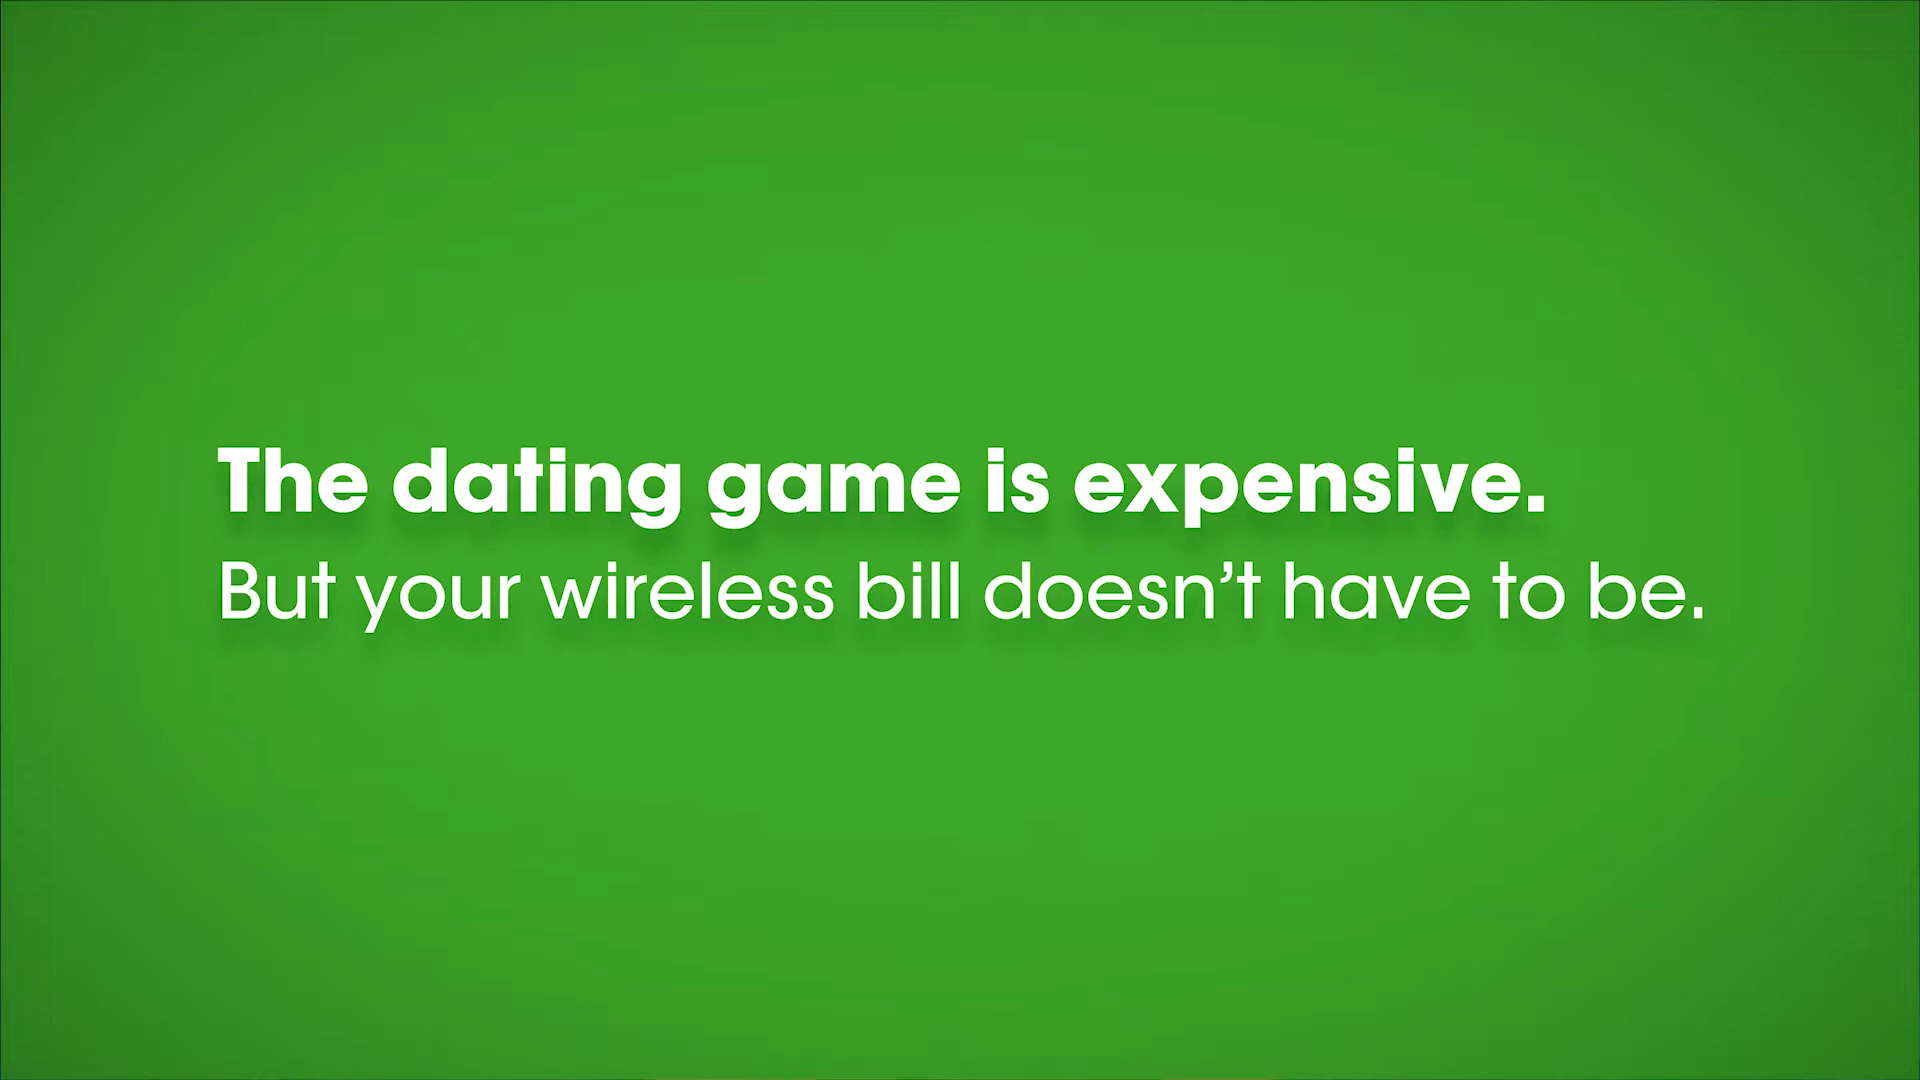 The dating game is expensive.
But your wireless bill doesn’t have to be.